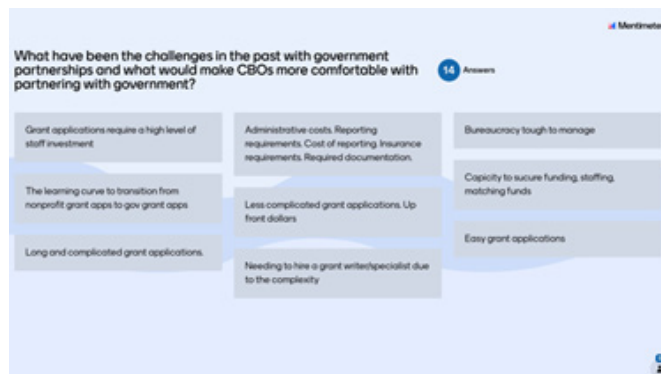 Mentimete
What have been the challenges in the past with government
partnerships and what would make CBOs more comfortable with
partnering with government?
14 Answers
Grant applications require a high level of
staff investment
The learning curve to transition from
nonprofit grant apps to gov grant apps
Long and complicated grant applications.
Administrative costs. Reporting
requirements. Cost of reporting. Insurance
requirements. Required documentation.
Less complicated grant applications. Up
front dollars
Needing to hire a grant writer/specialist due
to the complexity
Bureaucracy tough to manage
Capicity to sucure funding, staffing,
matching funds
Easy grant applications